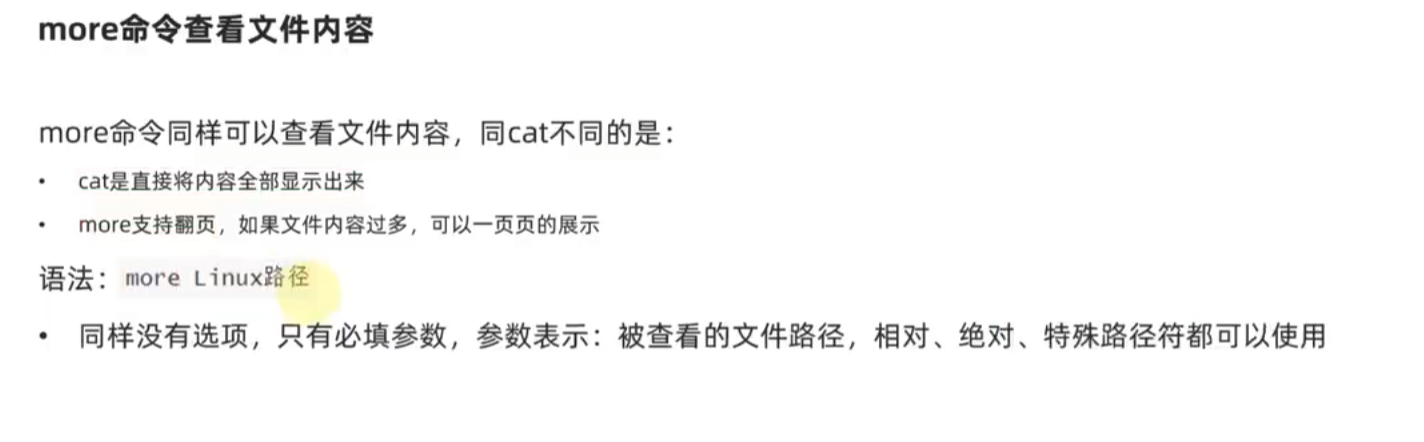 more命令查看文件内容
more命令同样可以查看文件内容，同cat不同的是：
• cat是直接将内容全部显示出来
• more支持翻页，如果文件内容过多，可以一页页的展示
语法：more Linux路径
• 同样没有选项，只有必填参数，参数表示：被查看的文件路径，相对、绝对、特殊路径符都可以使用